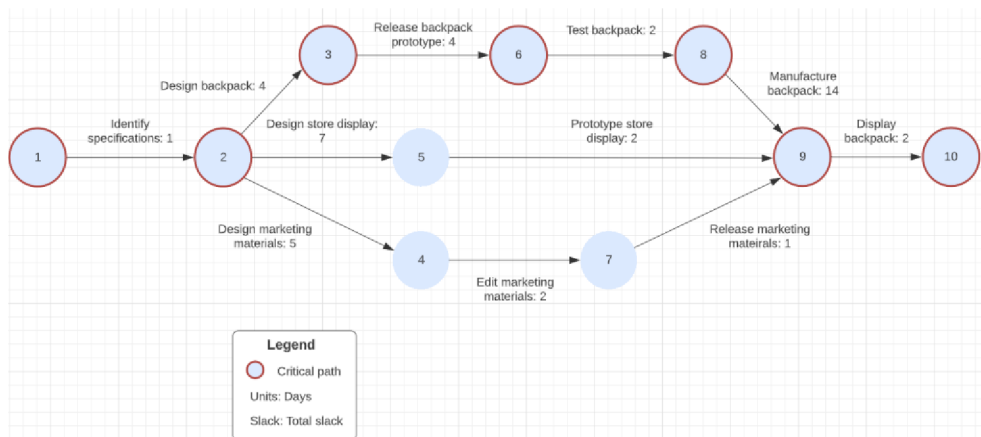 Release backpack
prototype: 4
Test backpack: 2
3
6
8
Design backpack: 4
Manufacture
backpack: 14
Identify
specifications: 1
Design store display:
7
Prototype store
display: 2
Display
backpack: 2
1
2
5
9
10
Design marketing
materials: 5
Release marketing
mateirals: 1
4
7
Edit marketing
materials: 2
Legend
Critical path
Units: Days
Slack: Total slack